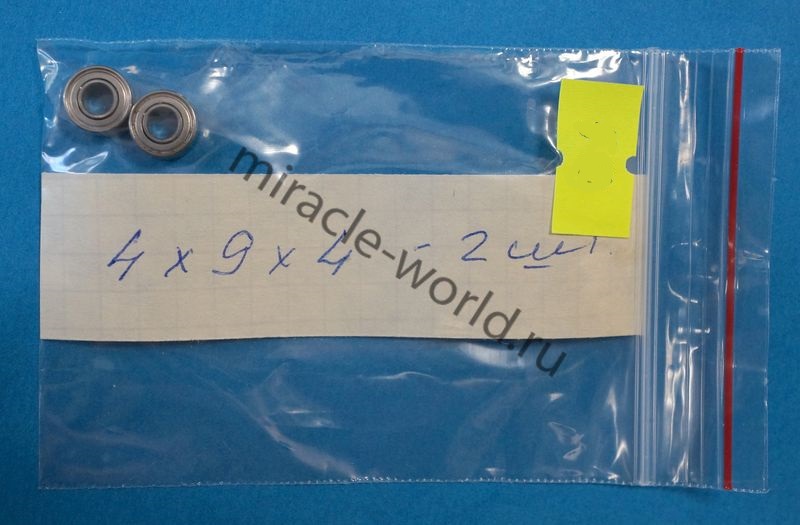 4 x 9 x 4 - 2 шт.
miracle-world.ru